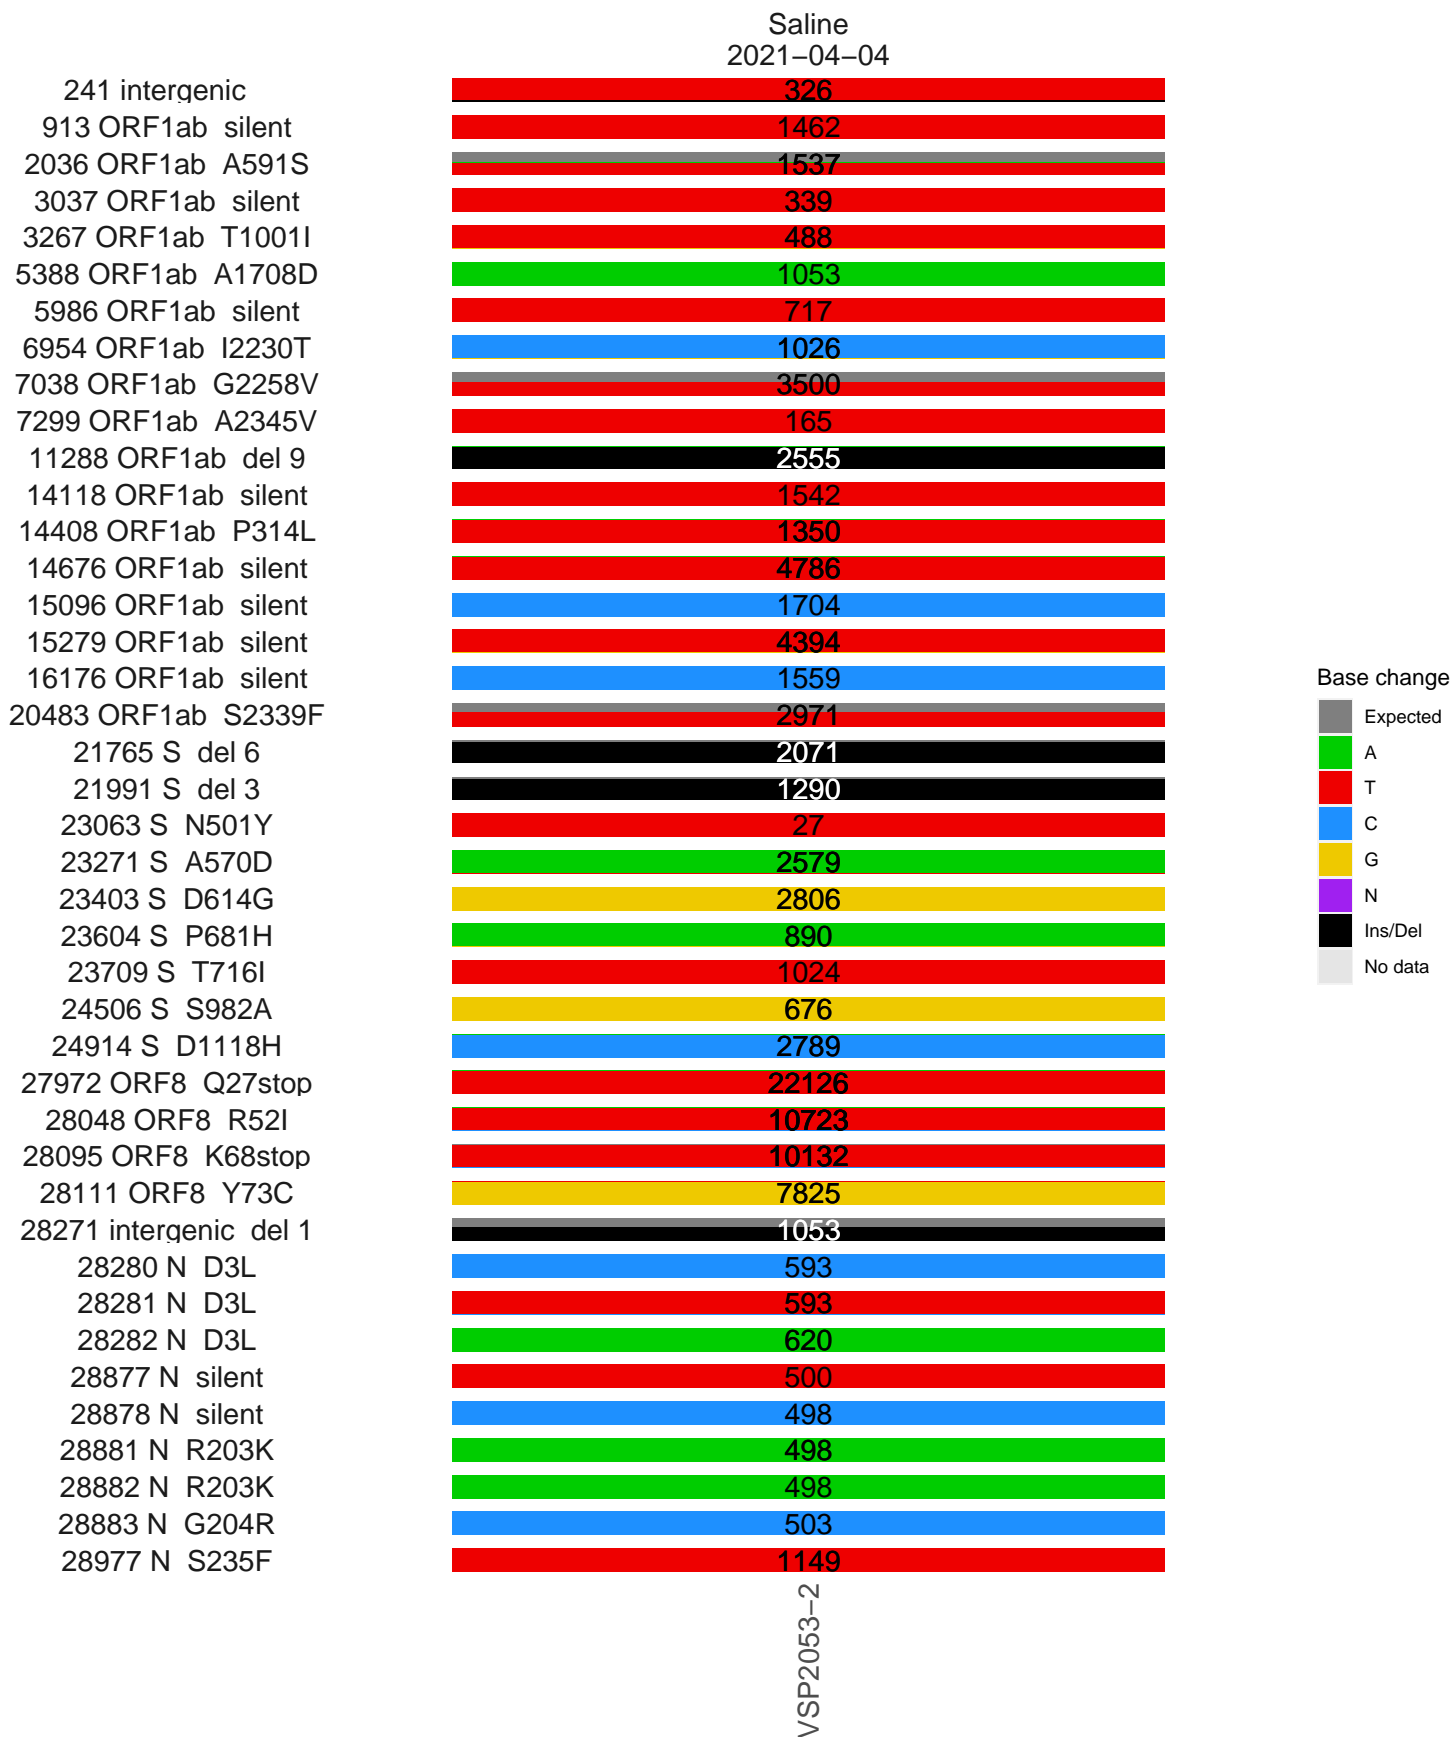 Saline
2021−04−04
241 intergenic 326
913 ORF1ab silent 1462
2036 ORF1ab A591S 1537
3037 ORF1ab silent 339
3267 ORF1ab T1001I 488
5388 ORF1ab A1708D 1053
5986 ORF1ab silent 717
6954 ORF1ab I2230T 1026
7038 ORF1ab G2258V 3500
7299 ORF1ab A2345V 165
11288 ORF1ab del 9 2555
14118 ORF1ab silent 1542
14408 ORF1ab P314L 1350
14676 ORF1ab silent 4786
15096 ORF1ab silent 1704
15279 ORF1ab silent 4394
16176 ORF1ab silent 1559
20483 ORF1ab S2339F 2971
21765 S del 6 2071
21991 S del 3 1290
23063 S N501Y 27
23271 S A570D 2579
23403 S D614G 2806
23604 S P681H 890
23709 S T716I 1024
24506 S S982A 676
24914 S D1118H 2789
27972 ORF8 Q27stop 22126
28048 ORF8 R52I 10723
28095 ORF8 K68stop 10132
28111 ORF8 Y73C 7825
28271 intergenic del 1 1053
28280 N D3L 593
28281 N D3L 593
28282 N D3L 620
28877 N silent 500
28878 N silent 498
28881 N R203K 498
28882 N R203K 498
28883 N G204R 503
28977 N S235F 1149
VSP2053−2
Base change
Expected
A
T
C
G
N
Ins/Del
No data